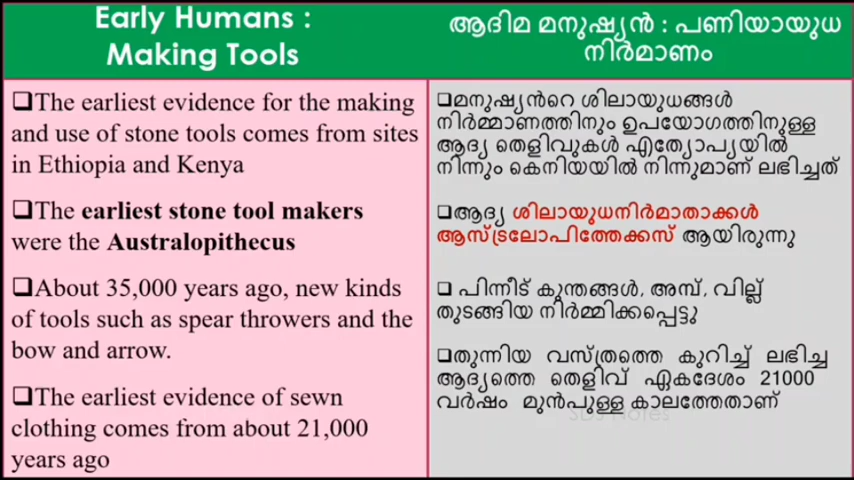 Early Humans :
Making Tools
❑The earliest evidence for the making
and use of stone tools comes from sites
in Ethiopia and Kenya
❑The earliest stone tool makers
were the Australopithecus
❑About 35,000 years ago, new kinds
of tools such as spear throwers and the
bow and arrow.
❑The earliest evidence of sewn
clothing comes from about 21,000
years ago
ആദിമ മനുഷ്യൻ : പണിയായുധ
നിർമാണം
❑മനുഷ്യൻറെ ശിലായുധങ്ങൾ
നിർമ്മാണത്തിനും ഉപയോഗത്തിനുള്ള
ആദ്യ തെളിവുകൾ എത്യോപ്യയിൽ
നിന്നും കെനിയയിൽ നിന്നുമാണ് ലഭിച്ചത്
❑ആദ്യ ശിലായുധനിർമാതാക്കൾ
ആസ്ട്രലോപിത്തേക്കസ് ആയിരുന്നു
❑ പിന്നീട് കുന്തങ്ങൾ, അമ്പ്, വില്ല്
തുടങ്ങിയ നിർമ്മിക്കപ്പെട്ടു
❑തുന്നിയ വസ്ത്രത്തെ കുറിച്ച് ലഭിച്ച
ആദ്യത്തെ തെളിവ് ഏകദേശം 21000
വർഷം മുൻപുള്ള കാലത്തേതാണ്
SDS Notes